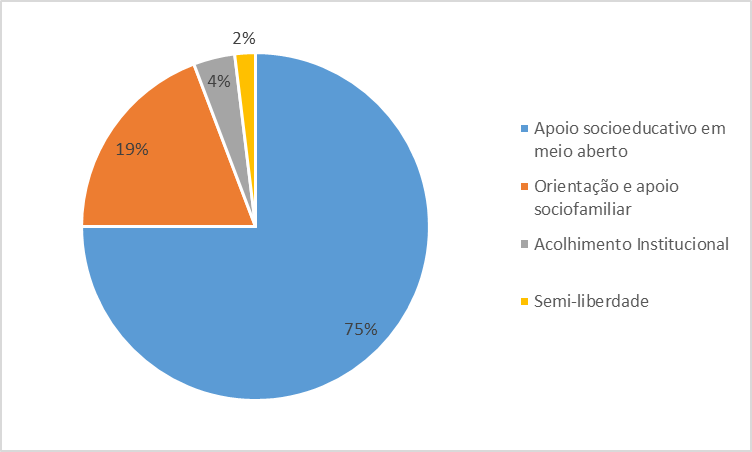 2%
4%
19%
75%
Apoio socioeducativo em
meio aberto
Orientação e apoio
sociofamiliar
Acolhimento Institucional
Semi-liberdade